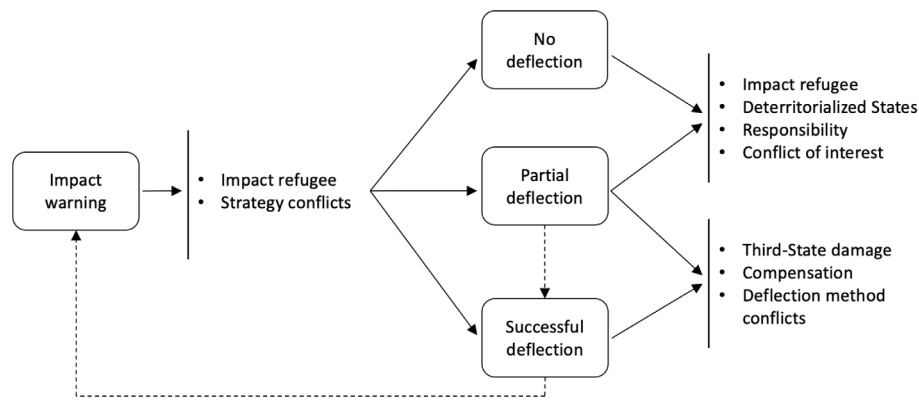 Impact
warning
• Impact refugee
• Strategy conflicts
No
deflection
Partial
deflection
Successful
deflection
• Impact refugee
• Deterritorialized States
• Responsibility
• Conflict of interest
• Third-State damage
• Compensation
• Deflection method
conflicts